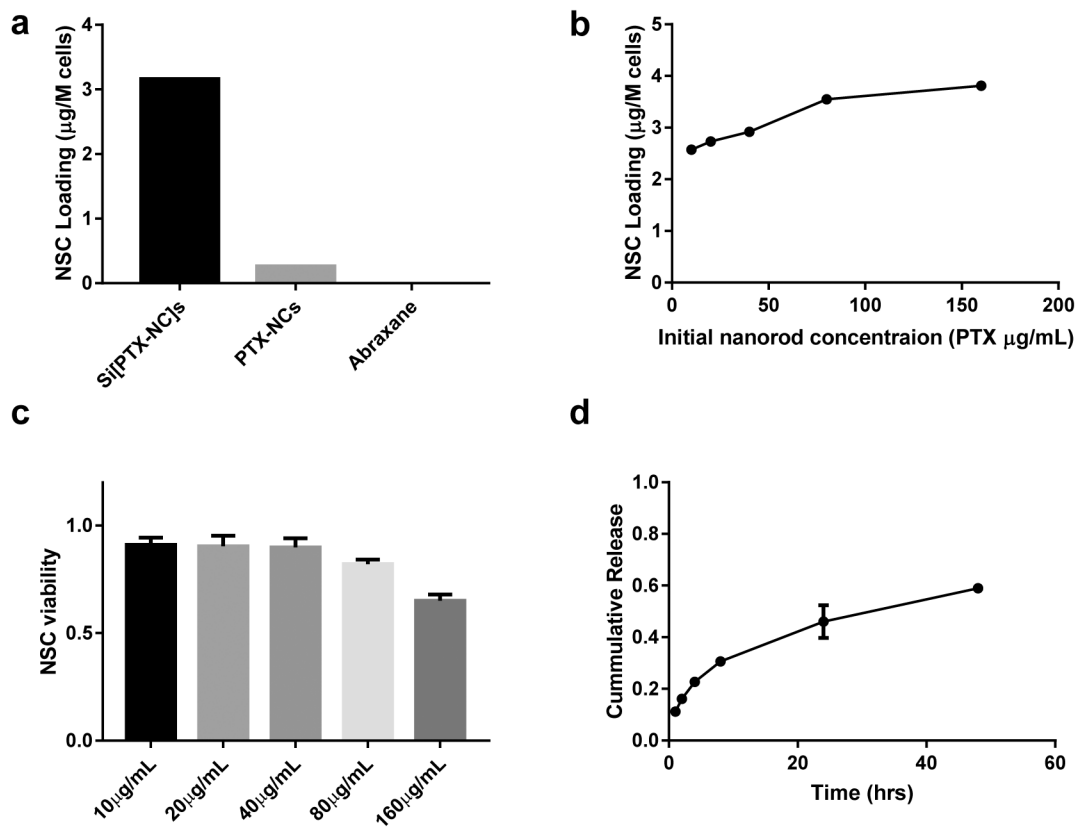 a
NSC Loading (μg/M cells)
4
3
2
1
0
Si[PTX-NC]s
PTX-NCs
Abraxane
b
NSC Loading (μg/M cells)
5
4
3
2
1
0
0
50
100
150
200
Initial nanorod concentraion (PTX μg/mL)
c
NSC viability
1.0
0.5
0.0
10μg/mL
20μg/mL
40μg/mL
80μg/mL
160μg/mL
d
Cummulative Release
1.0
0.8
0.6
0.4
0.2
0.0
0
20
40
60
Time (hrs)